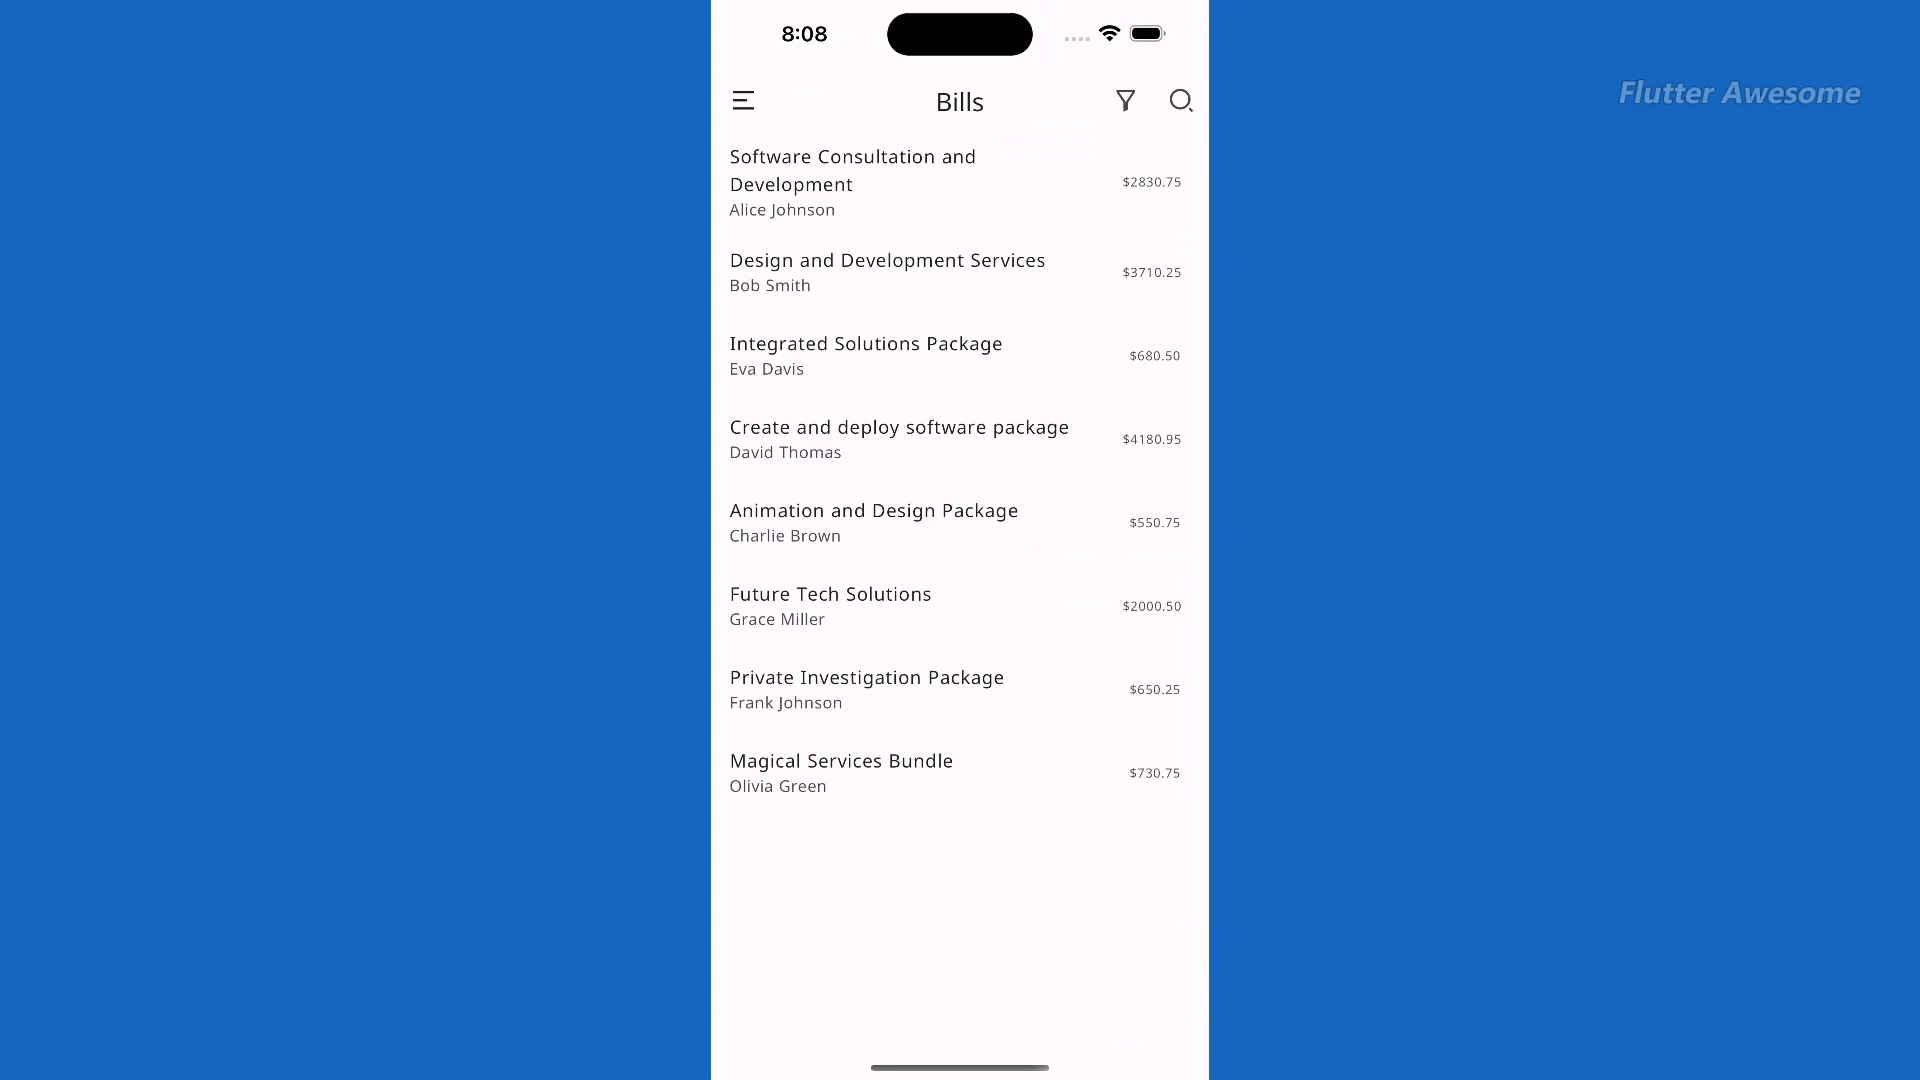 8:08
Bills
Flutter Awesome
Software Consultation and
Development
Alice Johnson
$2830.75
Design and Development Services
Bob Smith
$3710.25
Integrated Solutions Package
Eva Davis
$680.50
Create and deploy software package
David Thomas
$4180.95
Animation and Design Package
Charlie Brown
$550.75
Future Tech Solutions
Grace Miller
$2000.50
Private Investigation Package
Frank Johnson
$650.25
Magical Services Bundle
Olivia Green
$730.75